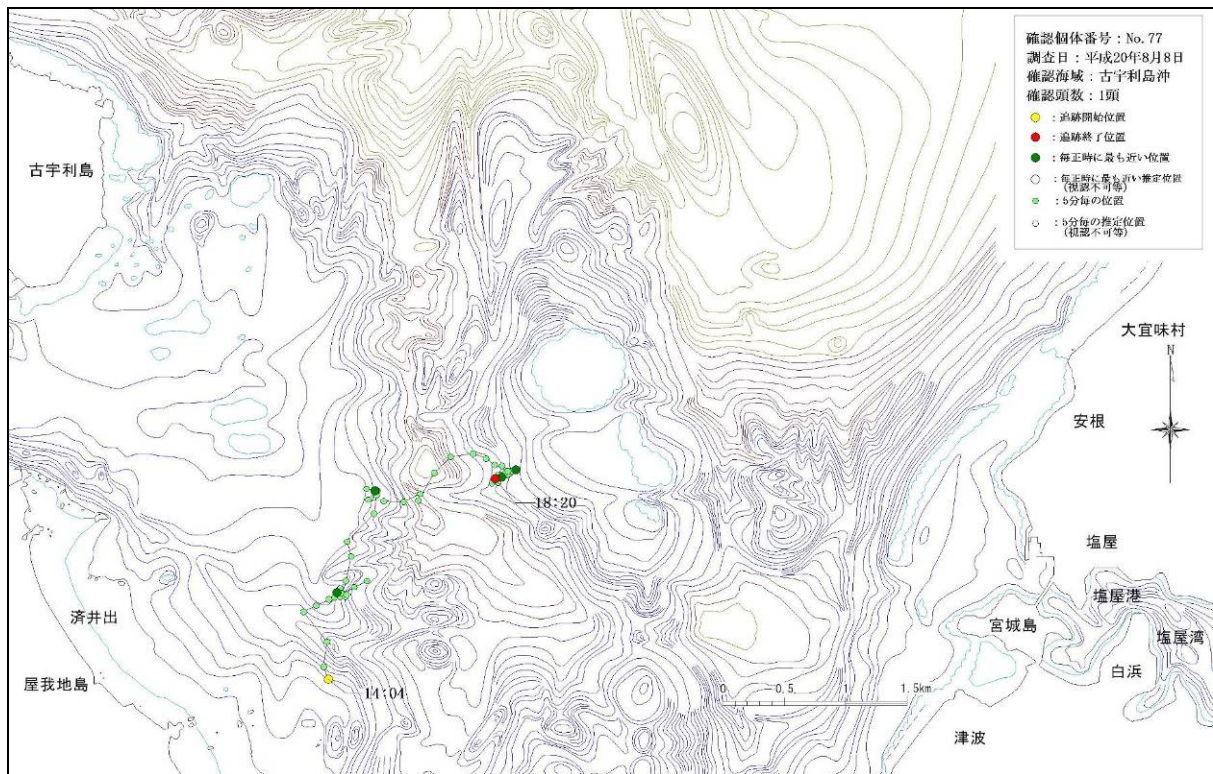 確認個体番号：No.77
調査日：平成20年8月8日
確認海域：古宇利島沖
確認頭数：1頭
：追跡開始位置
：追跡終了位置
：毎正時に最も近い位置
：毎正時に最も近い推定位置
(視認不可等)
：5分毎の位置
：5分毎の推定位置
(視認不可等)
古宇利島
大宜味村
N
安根
18:20
塩屋
塩屋港
済井出
宮城島
塩屋湾
白浜
屋我地島
14:04
0 0.5 1 1.5km
津波